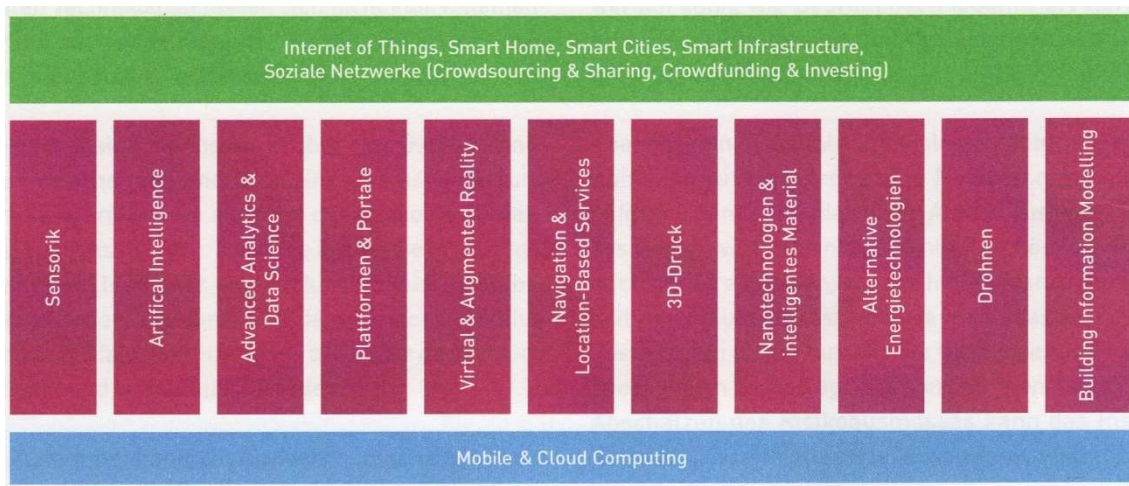 Internet of Things, Smart Home, Smart Cities, Smart Infrastructure,
Soziale Netzwerke (Crowdsourcing & Sharing, Crowdfunding & Investing)
Sensorik
Artifical Intelligence
Advanced Analytics &
Data Science
Plattformen & Portale
Virtual & Augmented Reality
Navigation &
Location-Based Services
3D-Druck
Nanotechnologien &
intelligentes Material
Alternative
Energietechnologien
Drohnen
Building Information Modelling
Mobile & Cloud Computing